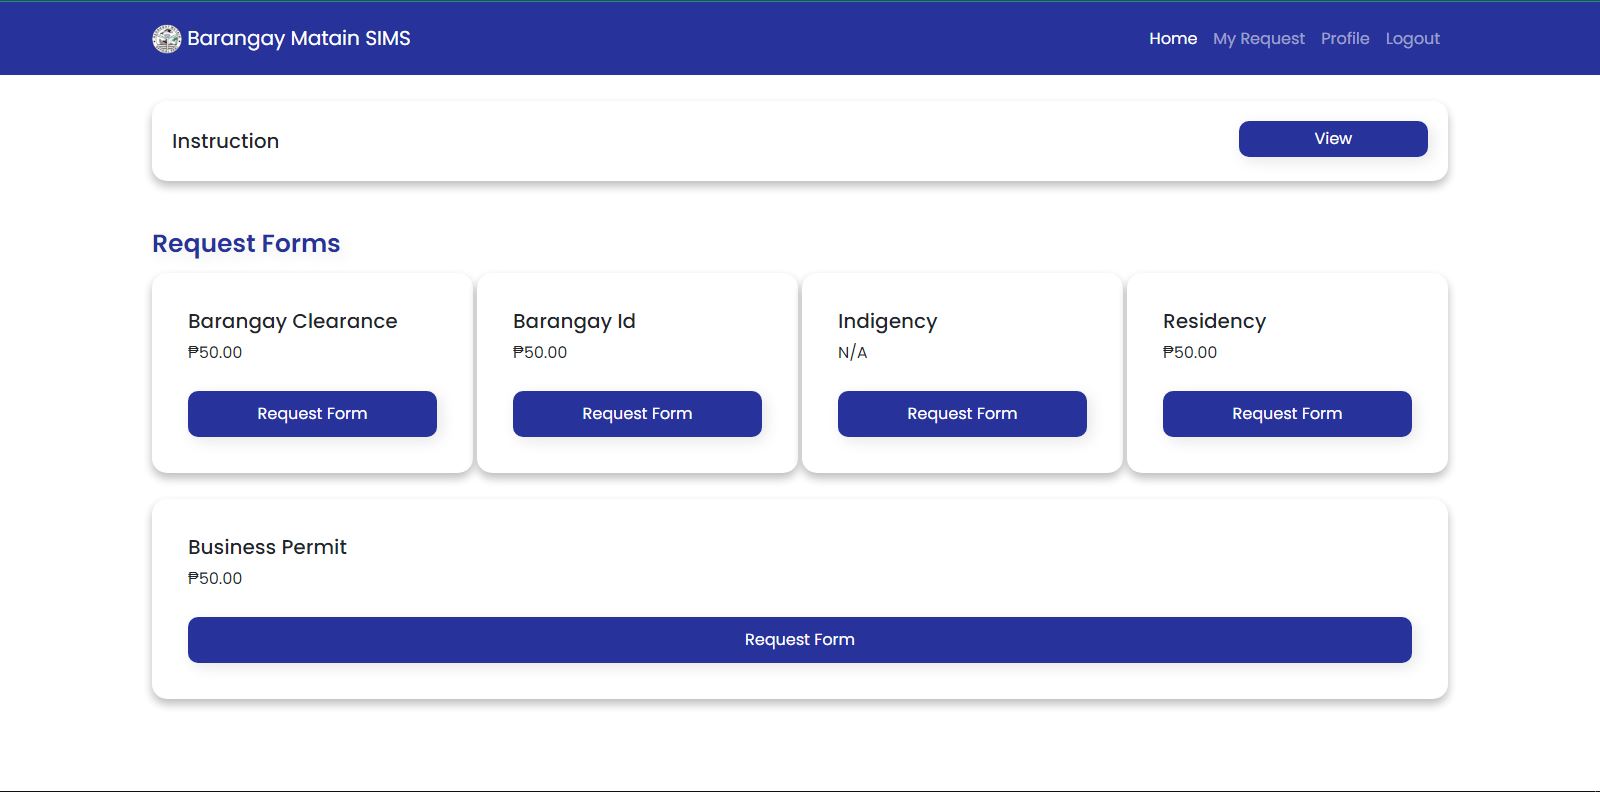 Barangay Matain SIMS
Home My Request Profile Logout
Instruction
View
Request Forms
Barangay Clearance
₱50.00
Request Form
Barangay Id
₱50.00
Request Form
Indigency
N/A
Request Form
Residency
₱50.00
Request Form
Business Permit
₱50.00
Request Form